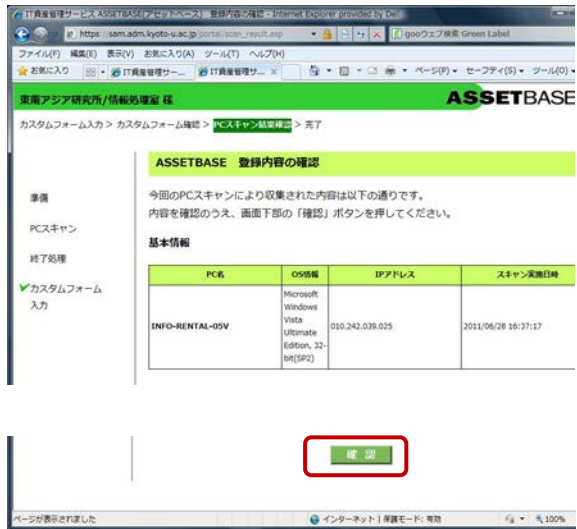 IT資産管理サービス ASSETBASE(アセットベース) 登録内容の確認 - Internet Explorer provided by Dell
https://sam.adm.kyoto-u.ac.jp/portal/scan_result.asp
gooウェブ検索 Green Label
ファイル(F) 編集(E) 表示(V) お気に入り(A) ツール(T) ヘルプ(H)
お気に入り IT資産管理サー... IT資産管理サ... ページ(P) セーフティ(S) ツール(O)
東南アジア研究所/情報処理室 様
ASSETBASE
カスタムフォーム入力 > カスタムフォーム確認 > PCスキャン結果確認 > 完了
ASSETBASE 登録内容の確認
準備
PCスキャン
終了処理
カスタムフォーム
入力
今回のPCスキャンにより収集された内容は以下の通りです。
内容を確認のうえ、画面下部の「確認」ボタンを押してください。
基本情報
PC名 OS情報 IPアドレス スキャン実施日時
INFO-RENTAL-05V
Microsoft
Windows
Vista
Ultimate
Edition, 32-
bit(SP2)
010.242.039.025
2011/06/28 16:37:17
確 認
ページが表示されました
インターネット | 保護モード: 有効
100%